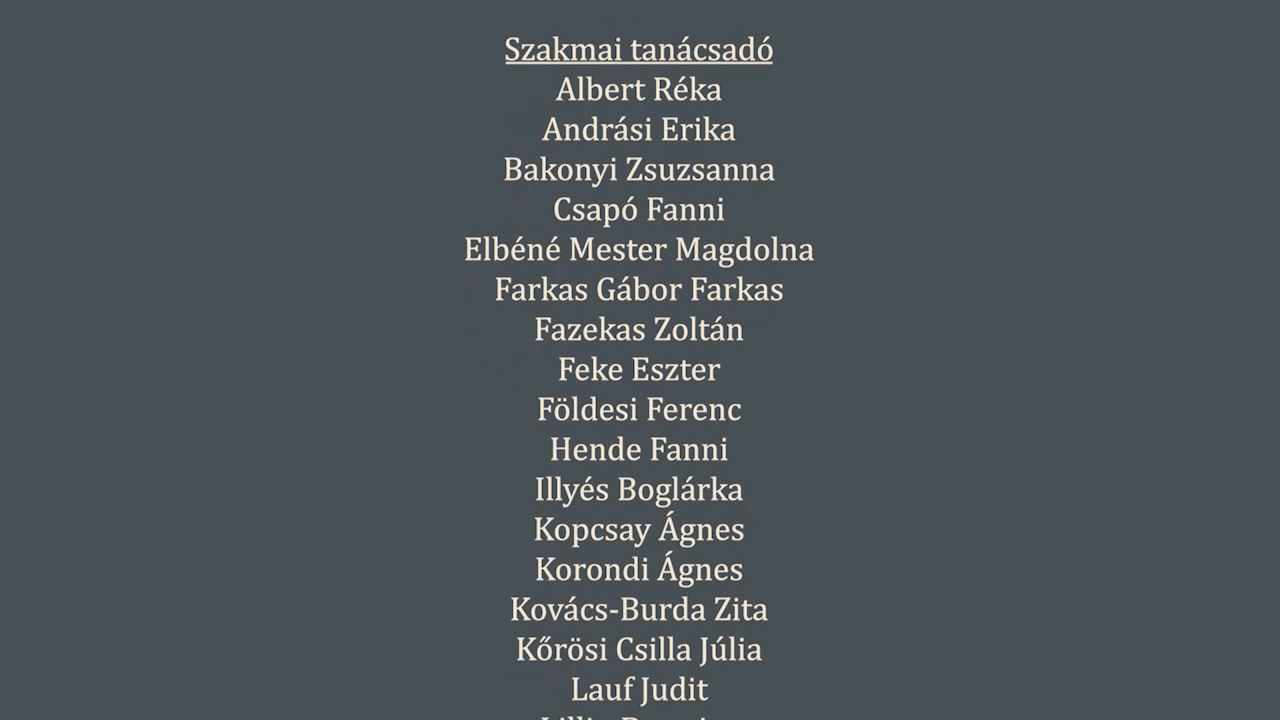 Szakmai tanácsadó
Albert Réka
Andrási Erika
Bakonyi Zsuzsanna
Csapó Fanni
Elbéné Mester Magdolna
Farkas Gábor Farkas
Fazekas Zoltán
Feke Eszter
Földesi Ferenc
Hende Fanni
Illyés Boglárka
Kopcsay Ágnes
Korondi Ágnes
Kovács-Burda Zita
Kőrösi Csilla Júlia
Lauf Judit